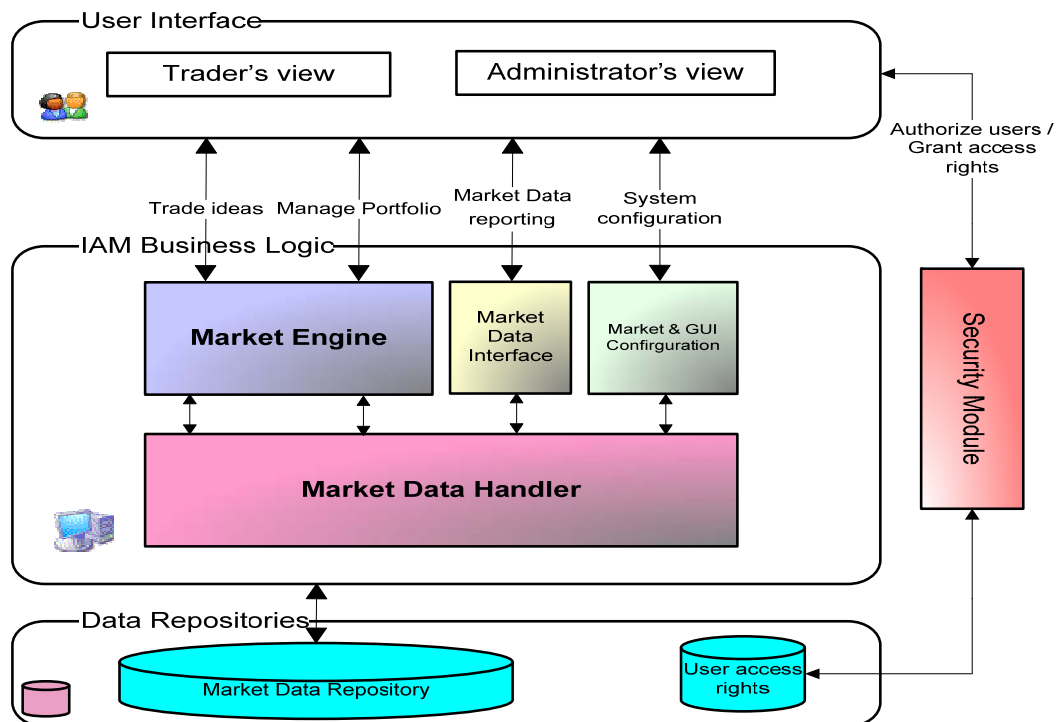 User Interface
Trader's view
Administrator's view
Authorize users /
Grant access
rights
Trade ideas
Manage Portfolio
Market Data
reporting
System
configuration
IAM Business Logic
Market Engine
Market
Data
Interface
Market & GUI
Confirguration
Security Module
Market Data Handler
Data Repositories
Market Data Repository
User access
rights